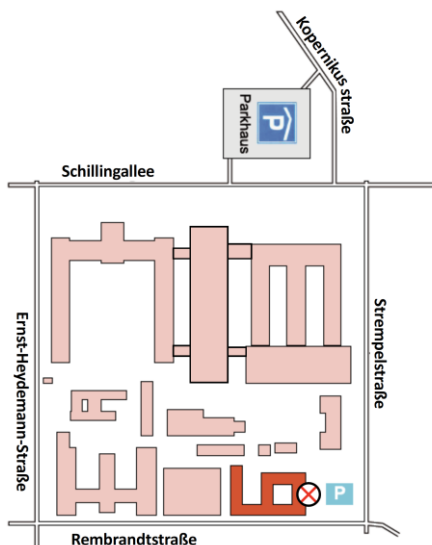 Kopernikus straße
P
Parkhaus
Schillingallee
Ernst-Heydemann-Straße
Strempelstraße
P
Rembrandtstraße